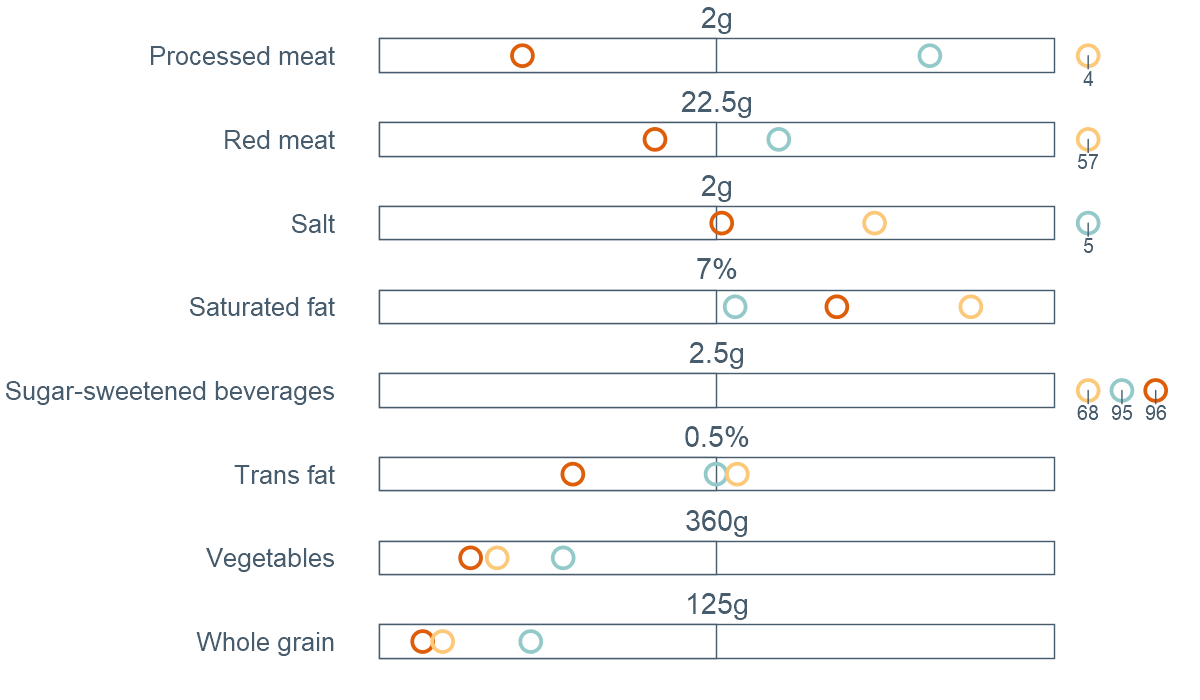 2g
Processed meat
4
22.5g
Red meat
57
2g
Salt
5
7%
Saturated fat
2.5g
Sugar-sweetened beverages
68 95 96
0.5%
Trans fat
360g
Vegetables
125g
Whole grain